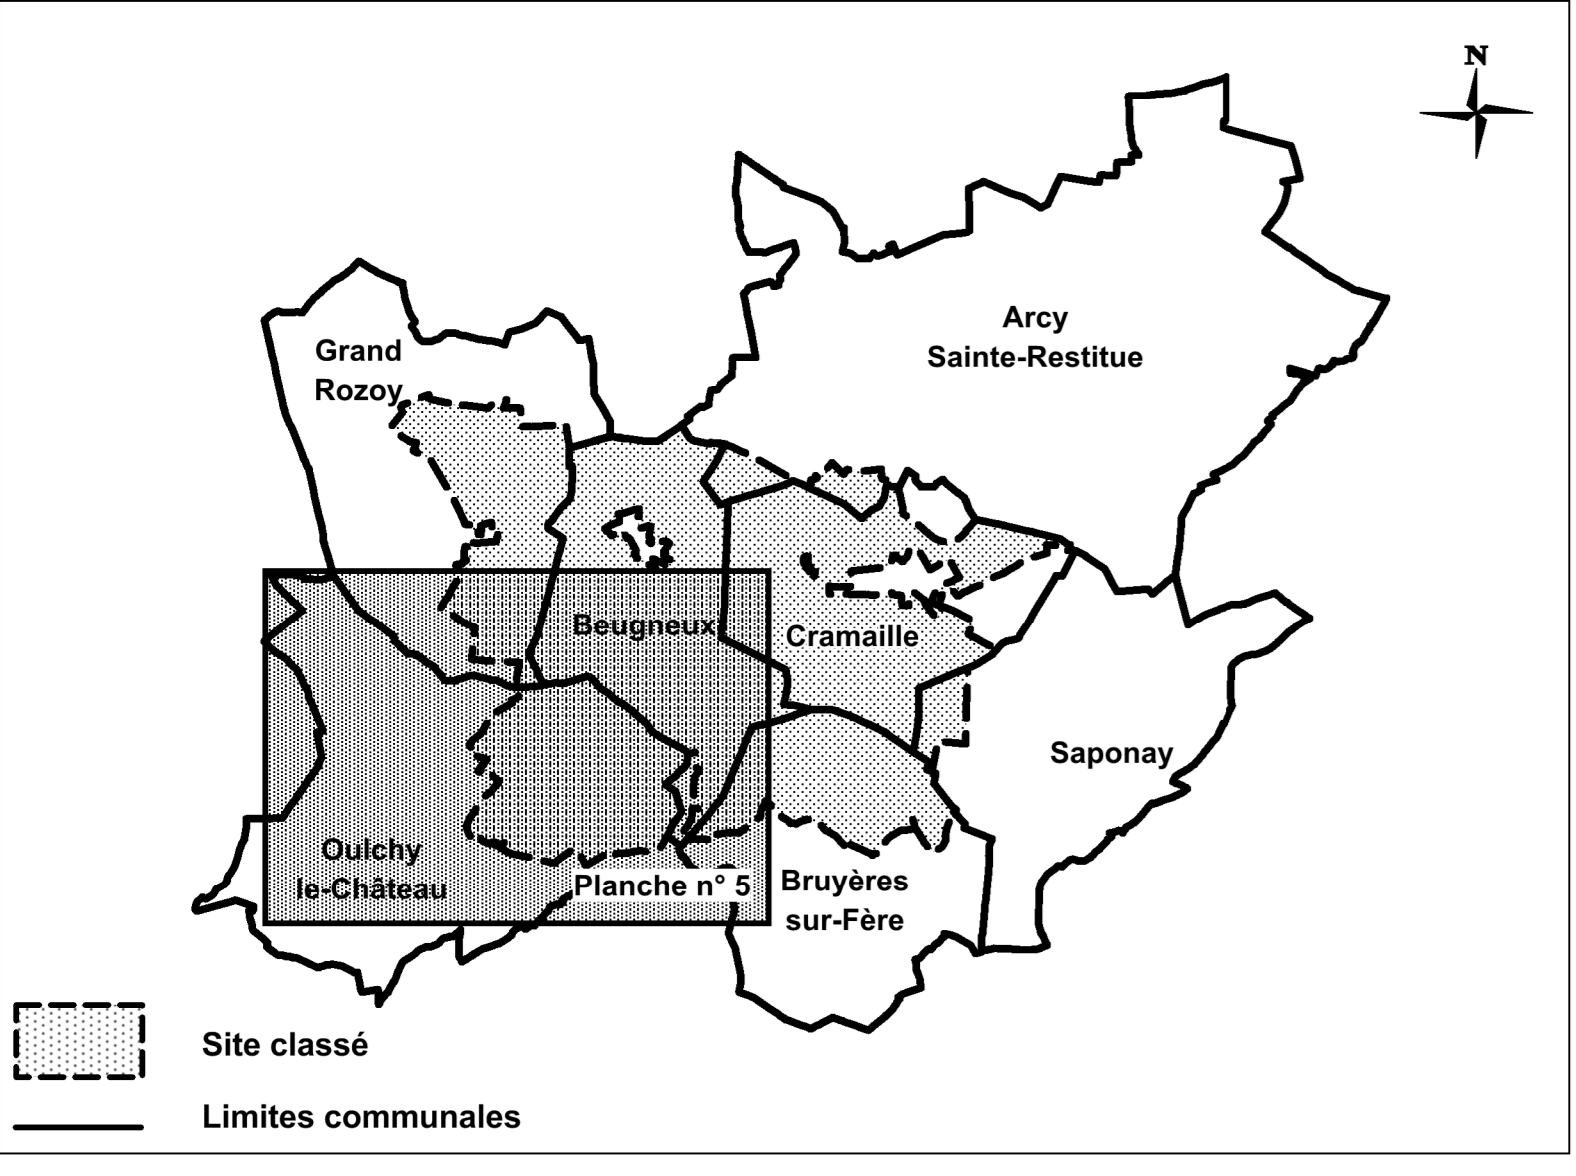 N
Arcy
Sainte-Restitue
Grand
Rozoy
Beugneux
Cramaille
Saponay
Oulchy
le-Château
Planche n° 5
Bruyères
sur-Fère
Site classé
Limites communales